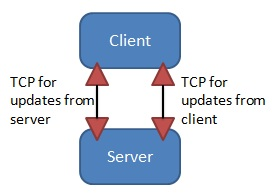 Client
TCP for
updates from
server
TCP for
updates from
client
Server